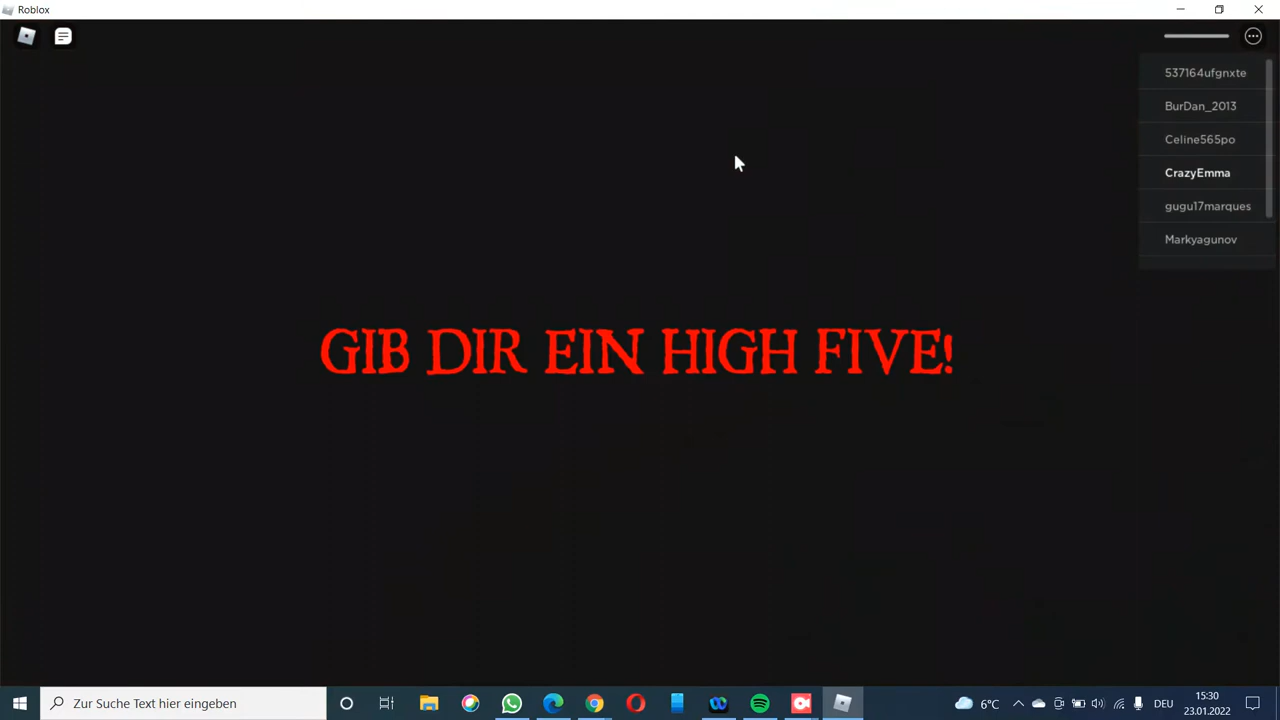 Roblox
537164ufgnxte
BurDan_2013
Celine565po
CrazyEmma
gugu17marques
Markyagunov
GIB DIR EIN HIGH FIVE!
Zur Suche Text hier eingeben
6°C
DEU
15:30
23.01.2022